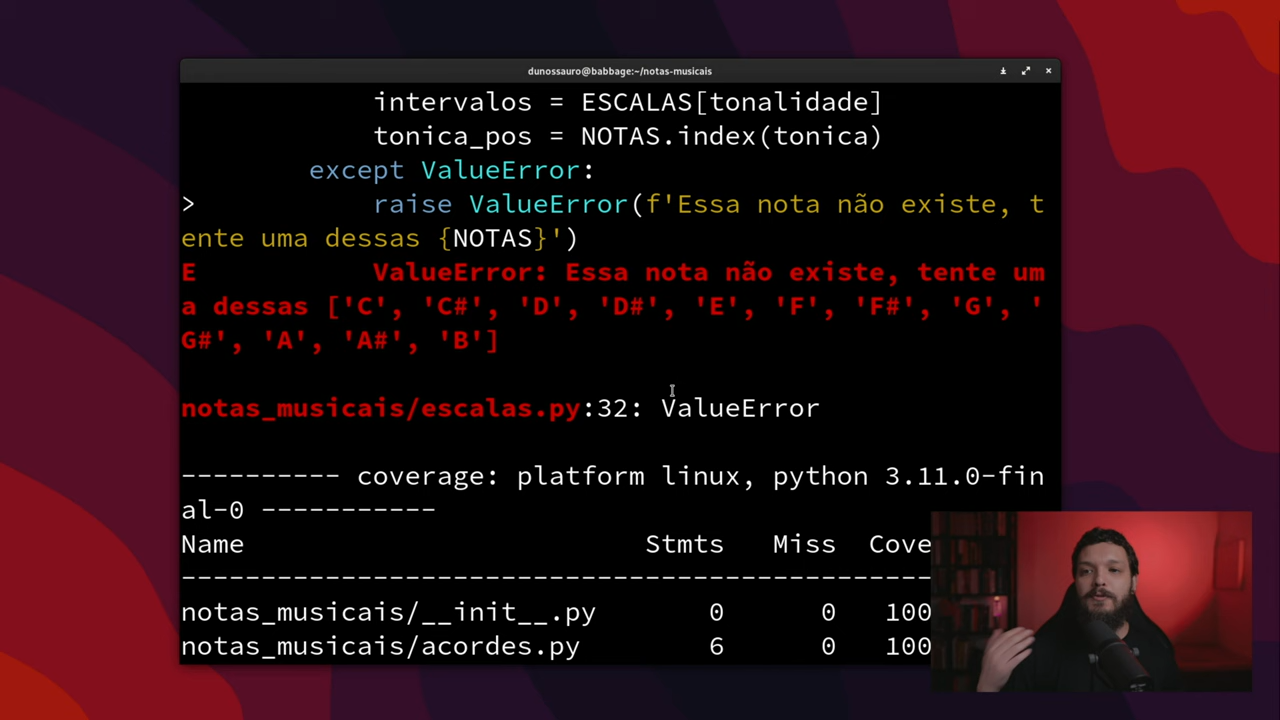 dunossauro@babbage:~/notas-musicais
intervalos = ESCALAS[tonalidade]
tonica_pos = NOTAS.index(tonica)
except ValueError:
> raise ValueError(f'Essa nota não existe, t
ente uma dessas {NOTAS}')
E ValueError: Essa nota não existe, tente um
a dessas ['C', 'C#', 'D', 'D#', 'E', 'F', 'F#', 'G', '
G#', 'A', 'A#', 'B']
notas_musicais/escalas.py:32: ValueError
---------- coverage: platform linux, python 3.11.0-fin
al-0 -----------
Name Stmts Miss Cove
------------------------------------------------------
notas_musicais/__init__.py 0 0 100
notas_musicais/acordes.py 6 0 100